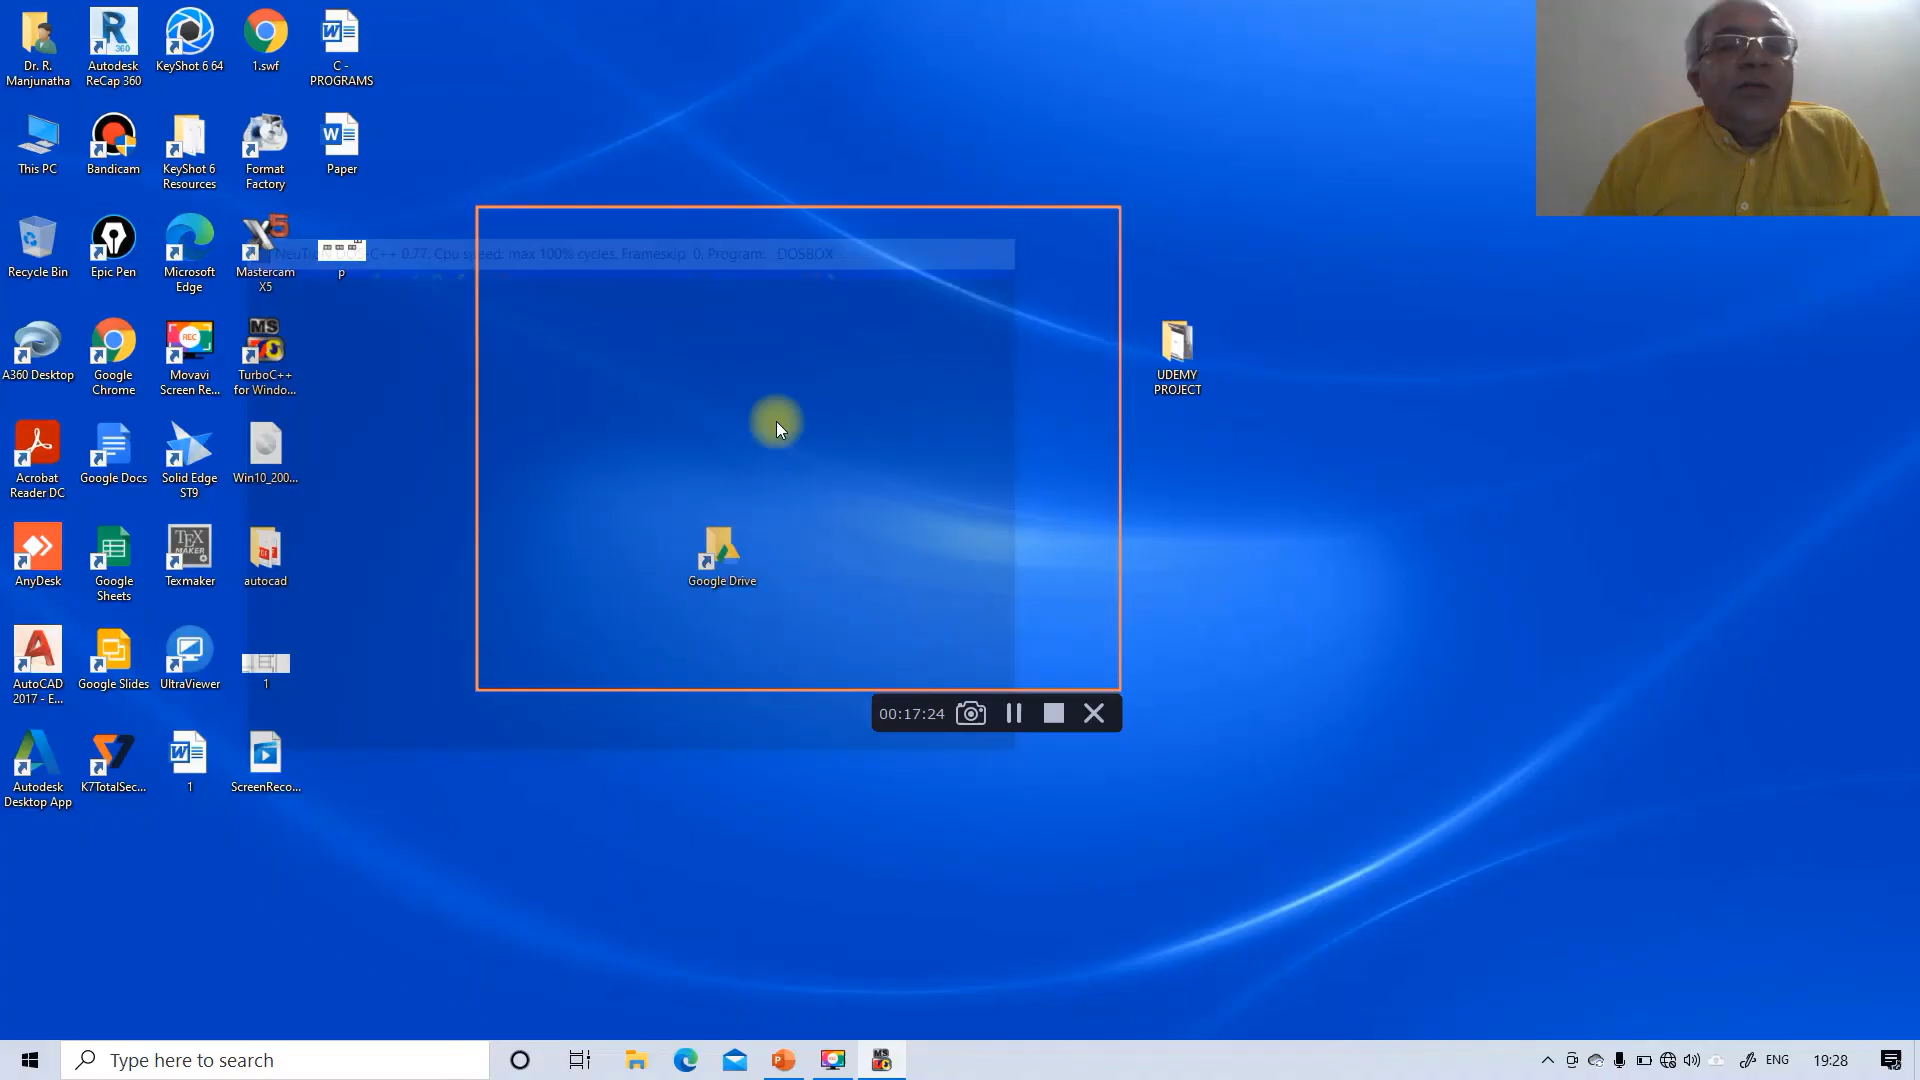 Dr. R.
Manjunatha
Autodesk
ReCap 360
KeyShot 6 64
1.swf
C -
PROGRAMS
This PC
Bandicam
KeyShot 6
Resources
Format
Factory
Paper
Recycle Bin
Epic Pen
Microsoft
Edge
Mastercam
X5
p
C++ 0.77, Cpu speed: max 100% cycles, Frameskip 0, Program: DOSBOX
A360 Desktop
Google
Chrome
Movavi
Screen Re...
TurboC++
for Windo...
UDEMY
PROJECT
Acrobat
Reader DC
Google Docs
Solid Edge
ST9
Win10_200...
AnyDesk
Google
Sheets
Texmaker
autocad
Google Drive
AutoCAD
2017 - E...
Google Slides
UltraViewer
1
00:17:24
Autodesk
Desktop App
K7TotalSec...
1
ScreenReco...
Type here to search
ENG
19:28